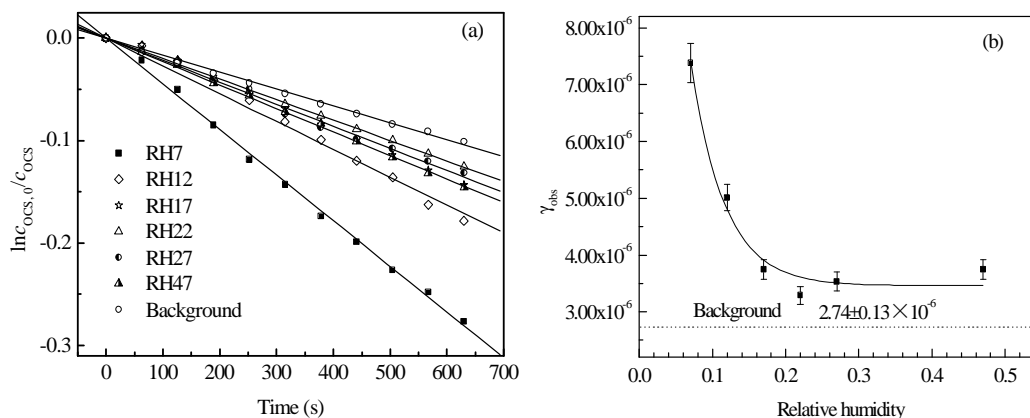 (a)
0.0
-0.1
-0.2
-0.3
ln c_OCS,0/c_OCS
RH7
RH12
RH17
RH22
RH27
RH47
Background
0 100 200 300 400 500 600 700
Time (s)
(b)
8.00x10⁻⁶
7.00x10⁻⁶
6.00x10⁻⁶
5.00x10⁻⁶
4.00x10⁻⁶
3.00x10⁻⁶
γ_obs
Background 2.74±0.13×10⁻⁶
0.0 0.1 0.2 0.3 0.4 0.5
Relative humidity